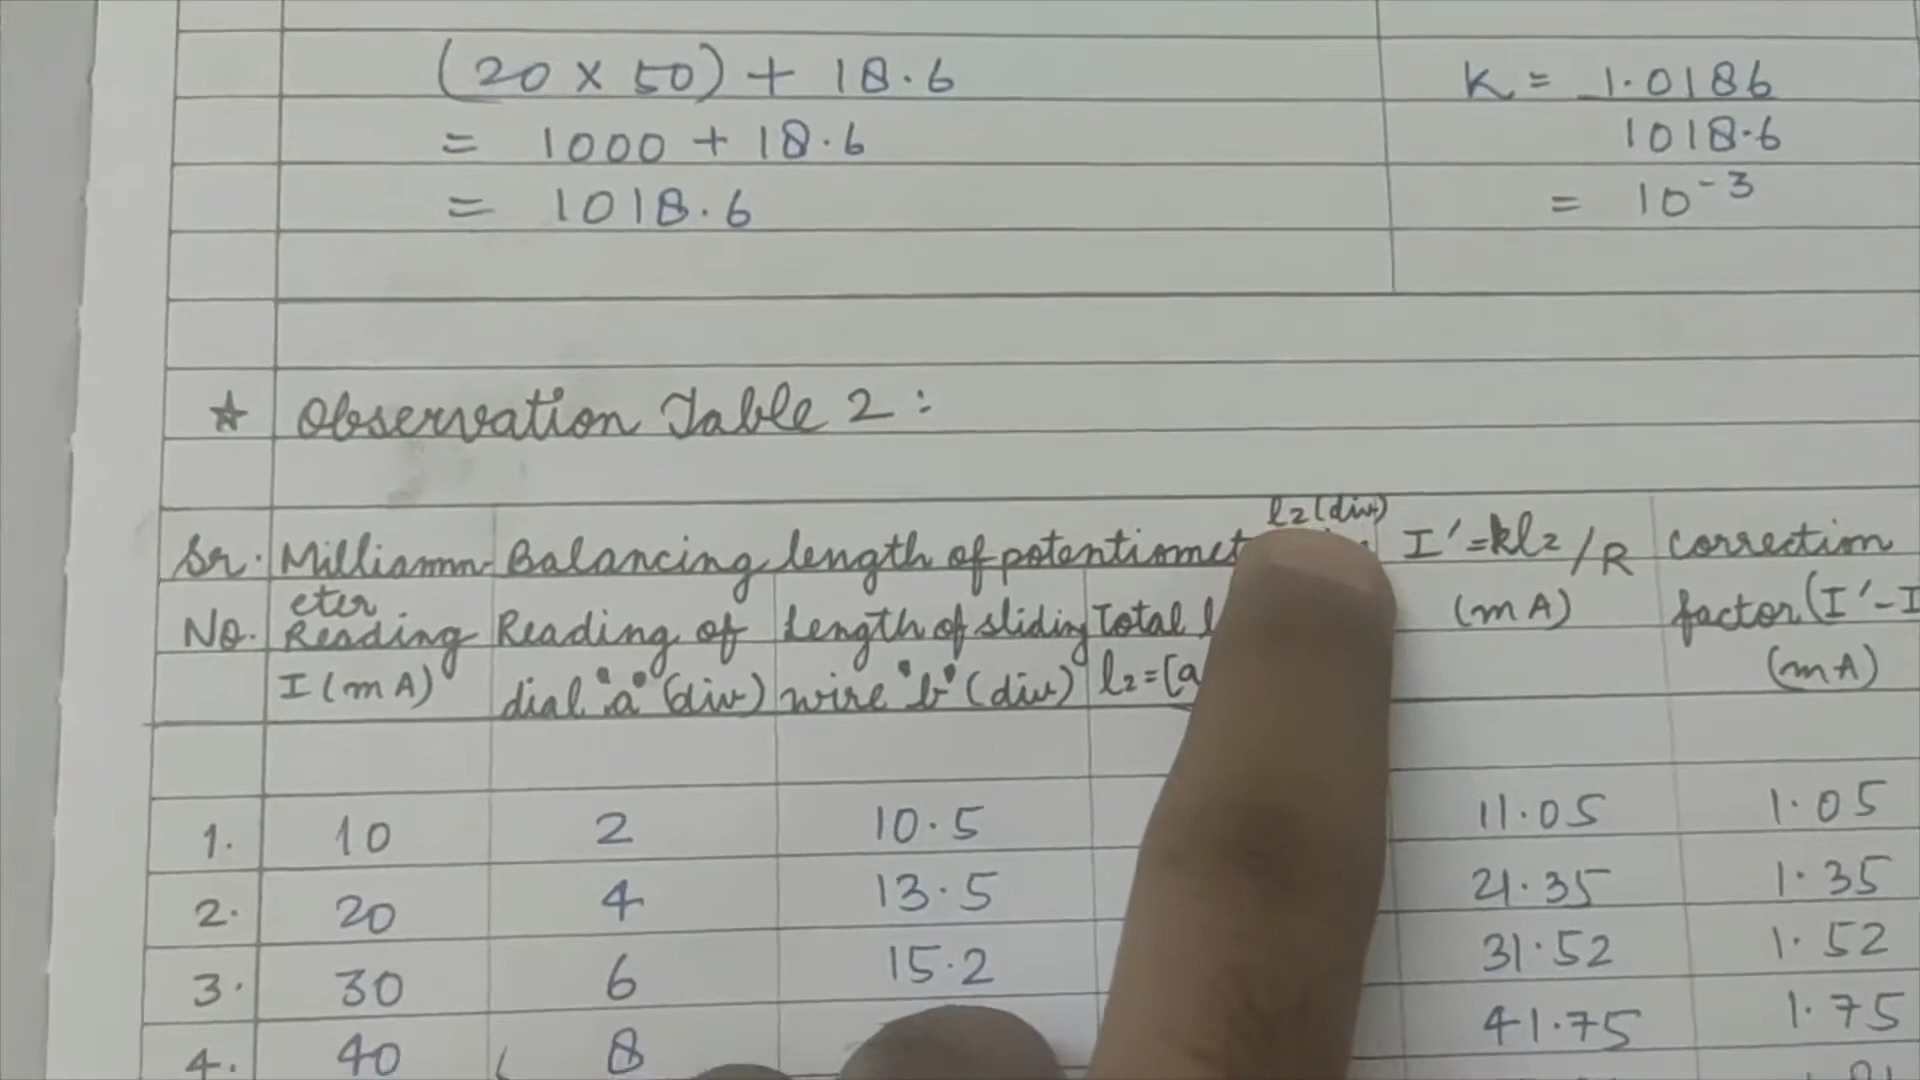 (20 x 50) + 18.6
= 1000 + 18.6
= 1018.6
K = 1.0186
1018.6
= 10⁻³
☆ Observation Table 2 :
l2 (div)
Sr. No.
Milliamm-
eter
Reading
I (mA)
Balancing length of potentiomet
Reading of
dial "a" (div)
Length of sliding
wire "b" (div)
Total l
l2 = [a
I' = kl2/R
(mA)
correction
factor (I' - I
(mA)
1. 10 2 10.5 11.05 1.05
2. 20 4 13.5 21.35 1.35
3. 30 6 15.2 31.52 1.52
4. 40 8 41.75 1.75